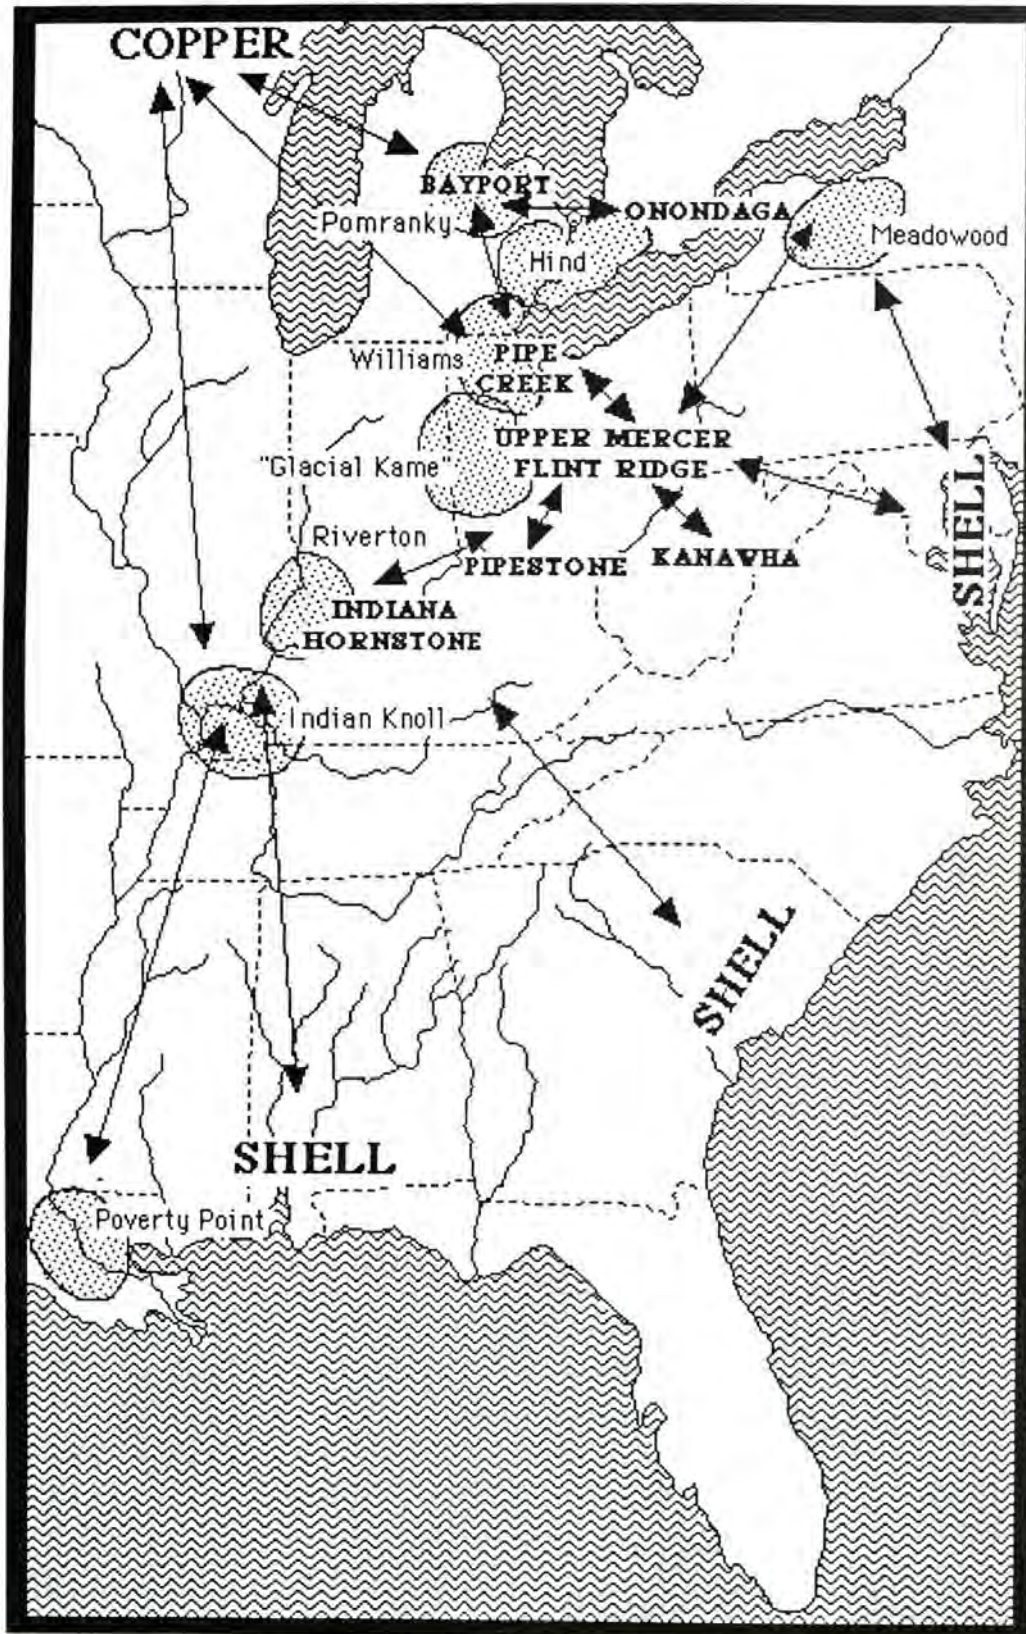 COPPER
BAYPORT
ONONDAGA
Pomranky
Meadowood
Hind
Williams
PIPE
CREEK
UPPER MERCER
FLINT RIDGE
"Glacial Kame"
SHELL
Riverton
PIPESTONE
KANAWHA
INDIANA
HORNSTONE
Indian Knoll
SHELL
SHELL
Poverty Point